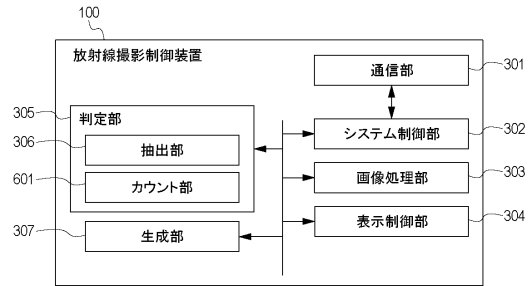 100
放射線撮影制御装置
通信部
301
305
判定部
306
抽出部
システム制御部
302
601
カウント部
画像処理部
303
307
生成部
表示制御部
304